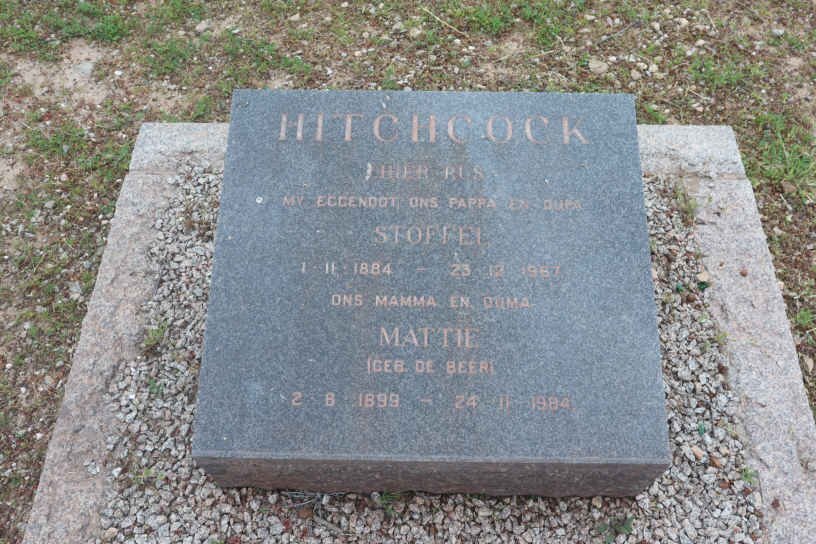 HITCHCOCK
HIER RUS
MY EGGENOOT ONS PAPPA EN OUPA
STOFFEL
1 · 11 · 1884 – 23 · 12 · 1967
ONS MAMMA EN OUMA
MATTIE
(GEB. DE BEER)
2 · 8 · 1899 – 24 · 11 · 1984